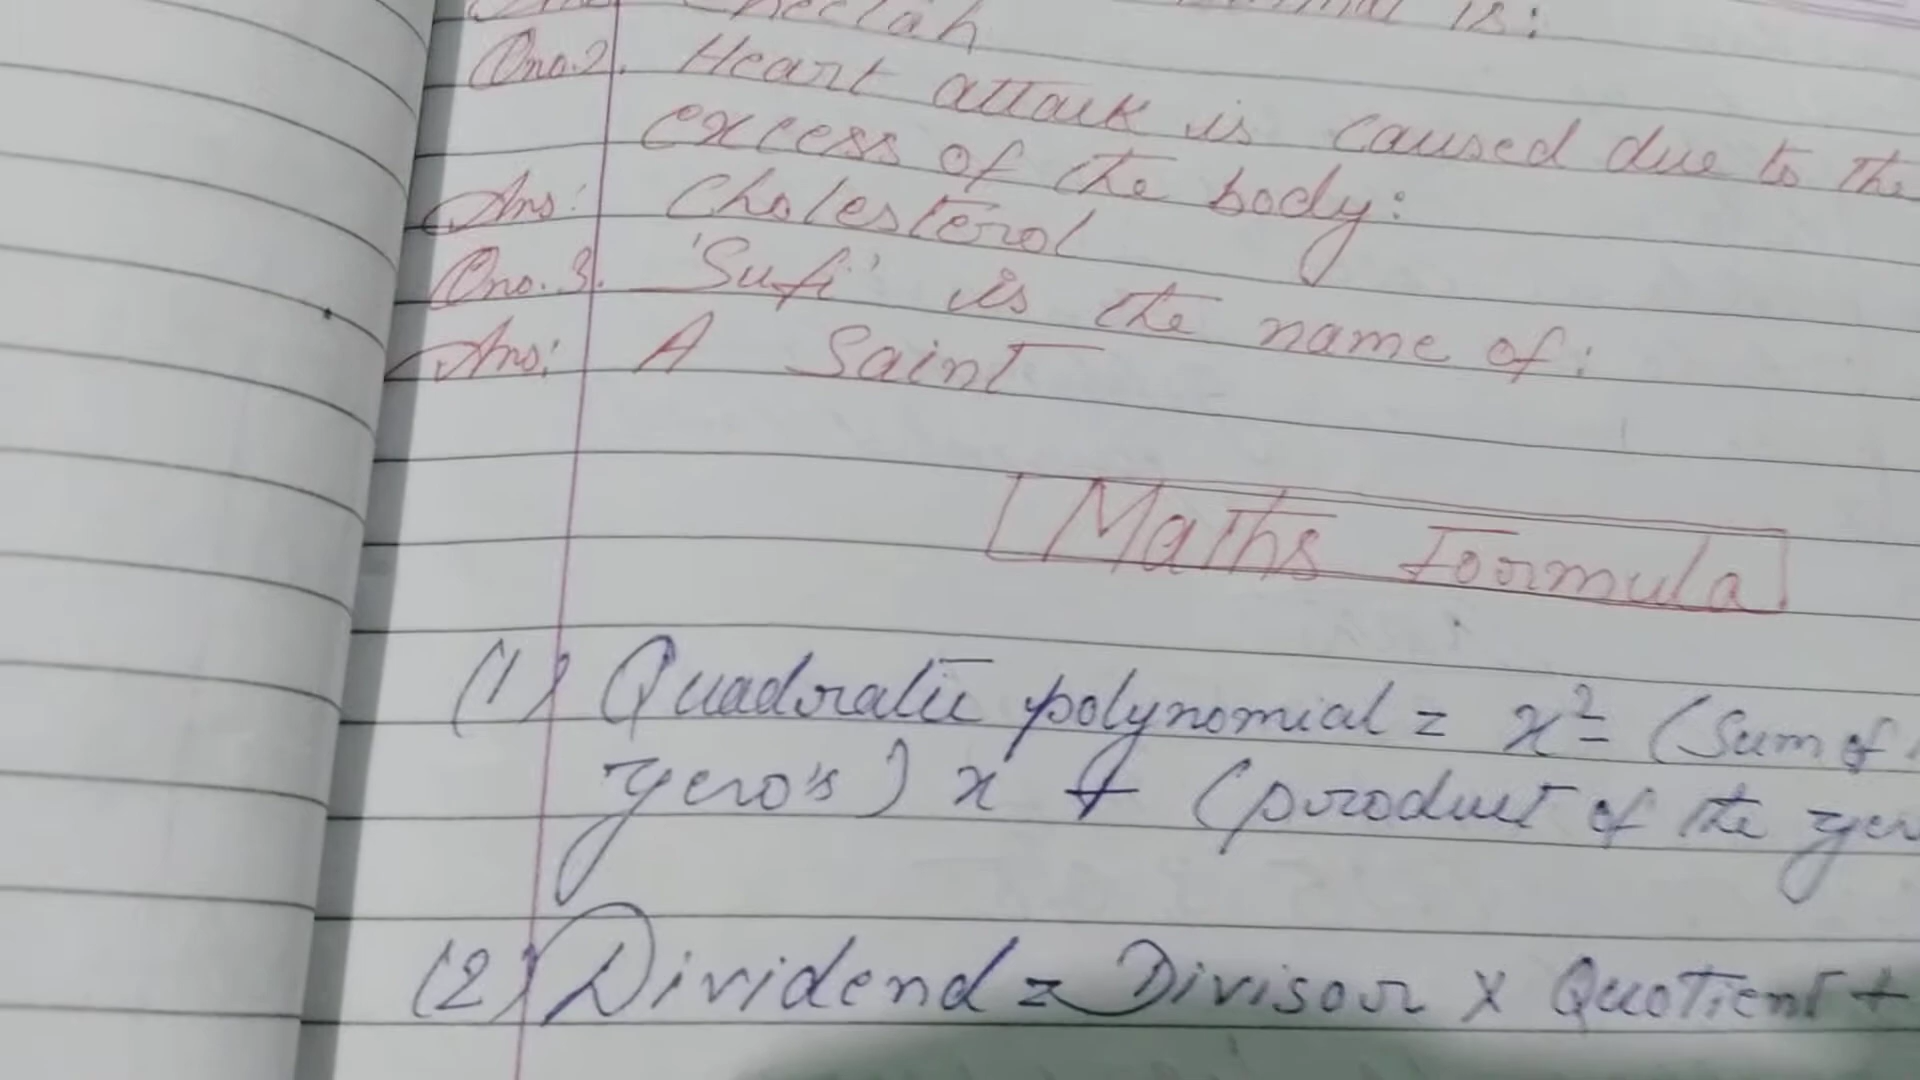 Cheetah is:
Qno.2. Heart attack is caused due to the
excess of the body:
Ans: Cholesterol
Qno.3. 'Sufi' is the name of:
Ans: A Saint
Maths Formula
(1) Quadratic polynomial = x² - (Sum of
zero's) x + (product of the
(2) Dividend = Divisor X Quotient +